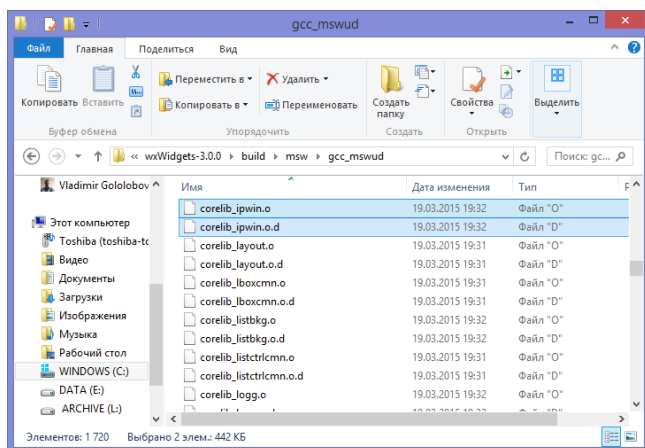 gcc_mswud
Файл Главная Поделиться Вид
Копировать Вставить
Переместить в
Копировать в
Удалить
Переименовать
Создать папку
Свойства
Выделить
Буфер обмена Упорядочить Создать Открыть
« wxWidgets-3.0.0 build msw gcc_mswud
Поиск: gc...
Vladimir Gololobov
Этот компьютер
Toshiba (toshiba-tc
Видео
Документы
Загрузки
Изображения
Музыка
Рабочий стол
WINDOWS (C:)
DATA (E:)
ARCHIVE (L:)
Имя Дата изменения Тип
corelib_ipwin.o 19.03.2015 19:32 Файл "O"
corelib_ipwin.o.d 19.03.2015 19:32 Файл "D"
corelib_layout.o 19.03.2015 19:31 Файл "O"
corelib_layout.o.d 19.03.2015 19:31 Файл "D"
corelib_lboxcmn.o 19.03.2015 19:31 Файл "O"
corelib_lboxcmn.o.d 19.03.2015 19:31 Файл "D"
corelib_listbkg.o 19.03.2015 19:32 Файл "O"
corelib_listbkg.o.d 19.03.2015 19:32 Файл "D"
corelib_listctrlcmn.o 19.03.2015 19:31 Файл "O"
corelib_listctrlcmn.o.d 19.03.2015 19:31 Файл "D"
corelib_logg.o 19.03.2015 19:32 Файл "O"
Элементов: 1 720 Выбрано 2 элем.: 442 КБ